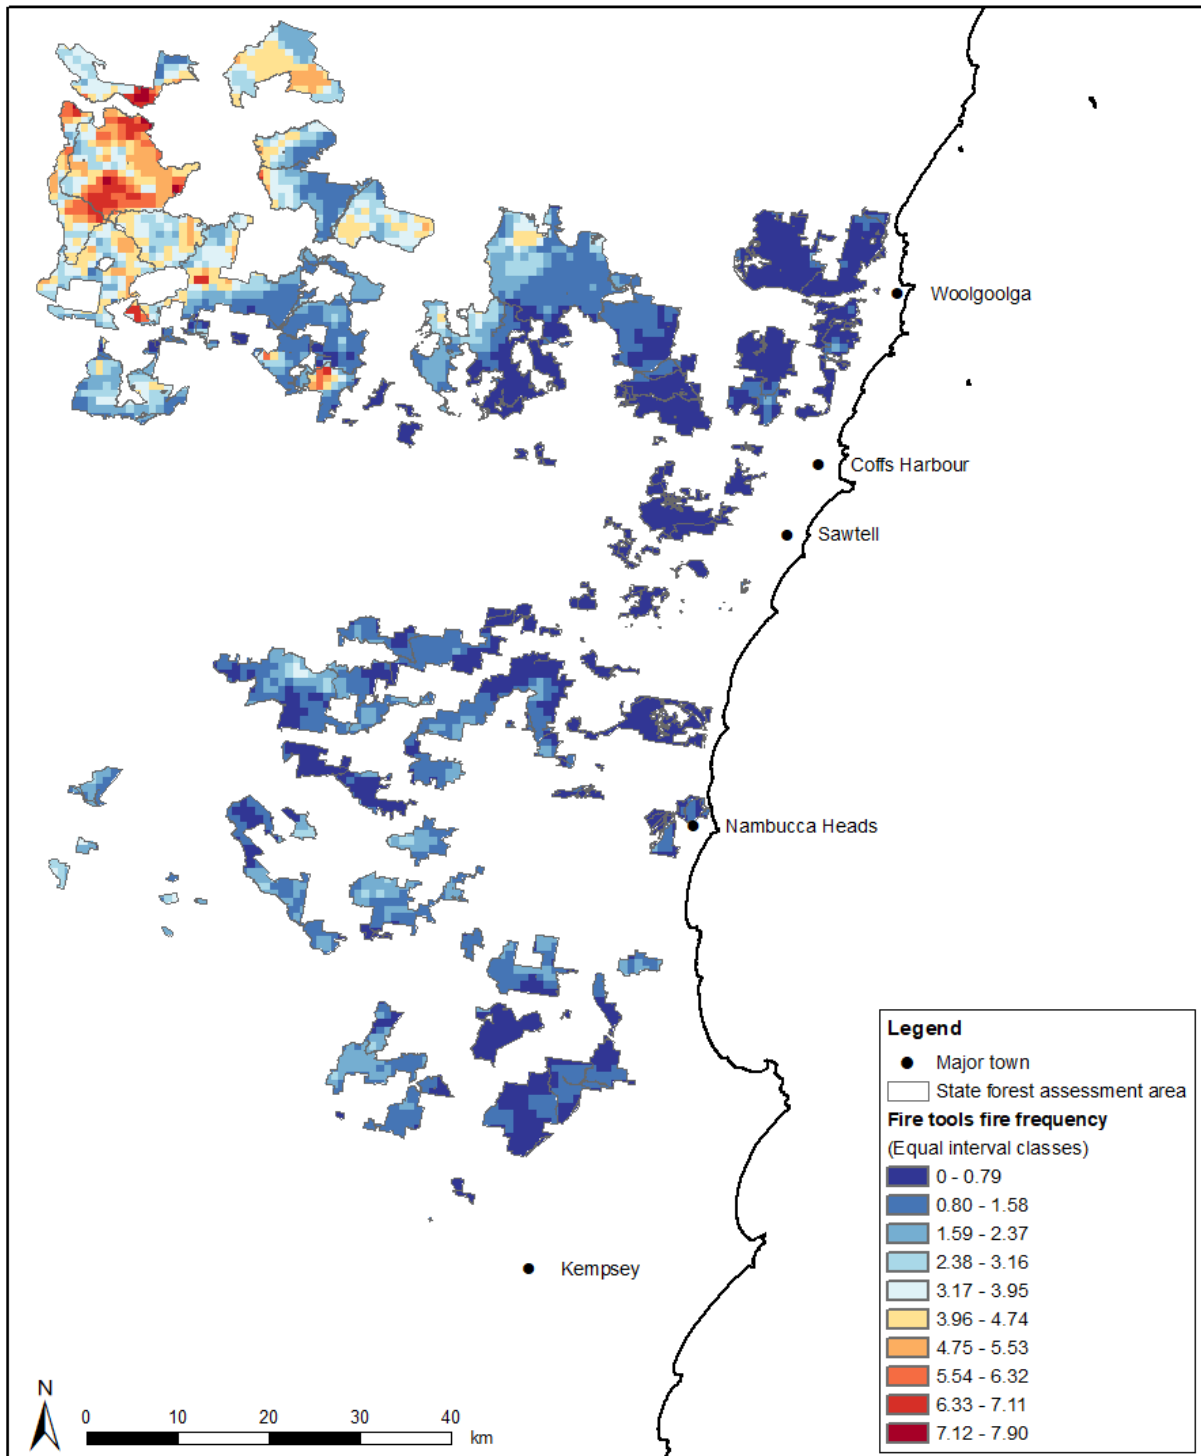 Woolgoolga
Coffs Harbour
Sawtell
Nambucca Heads
Kempsey
Legend
Major town
State forest assessment area
Fire tools fire frequency
(Equal interval classes)
0 - 0.79
0.80 - 1.58
1.59 - 2.37
2.38 - 3.16
3.17 - 3.95
3.96 - 4.74
4.75 - 5.53
5.54 - 6.32
6.33 - 7.11
7.12 - 7.90
N
0 10 20 30 40
km